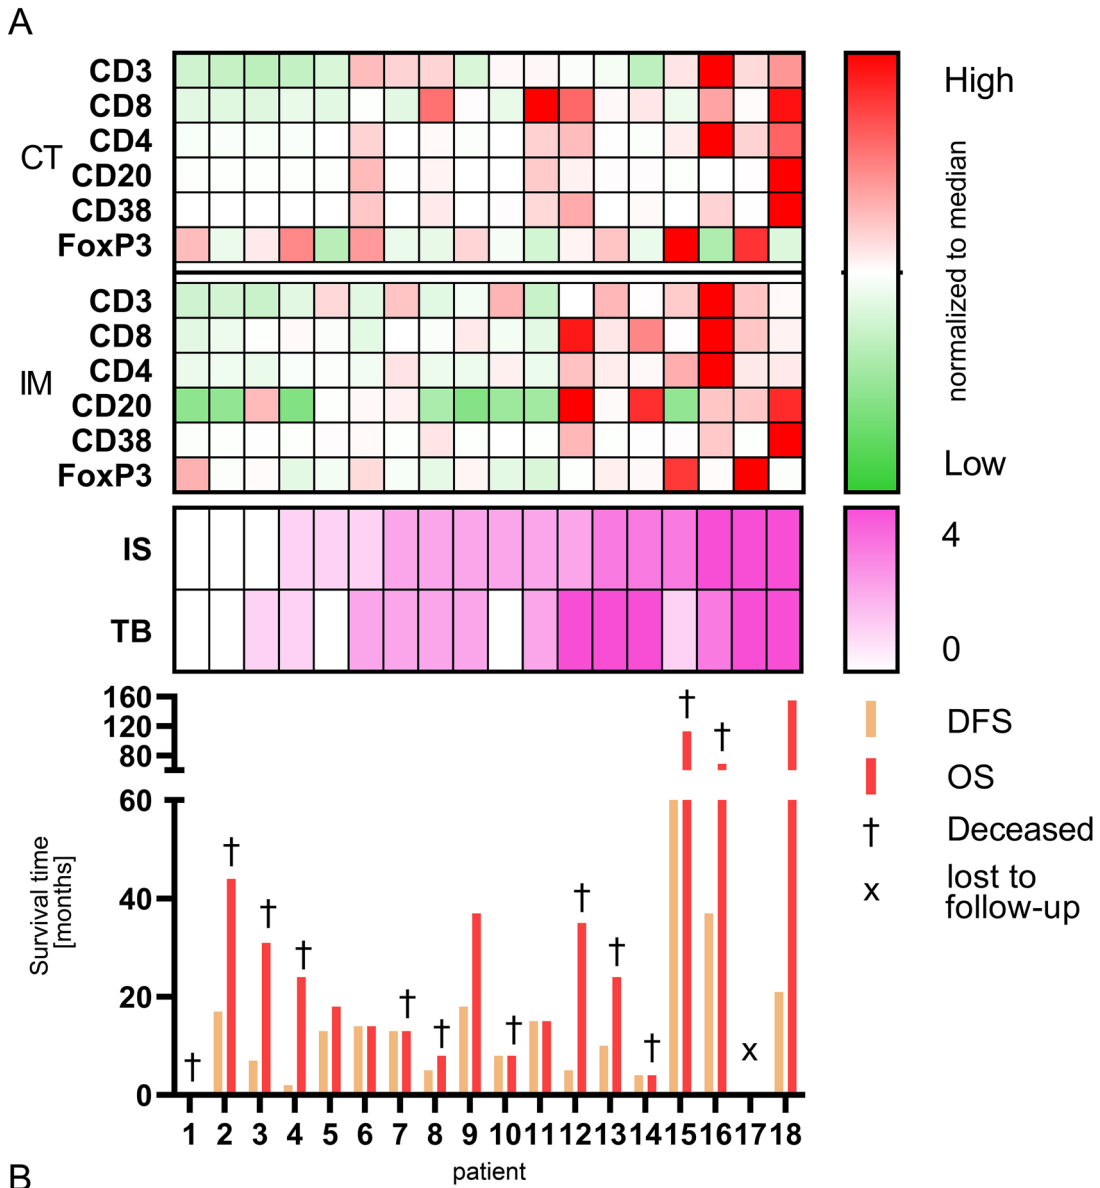 A
CT
CD3
CD8
CD4
CD20
CD38
FoxP3
IM
CD3
CD8
CD4
CD20
CD38
FoxP3
High
normalized to median
Low
IS
TB
4
0
160
120
80
60
40
20
0
Survival time
[months]
† † † † † † † † † † † † x
1 2 3 4 5 6 7 8 9 10 11 12 13 14 15 16 17 18
patient
DFS
OS
† Deceased
x lost to
follow-up
B